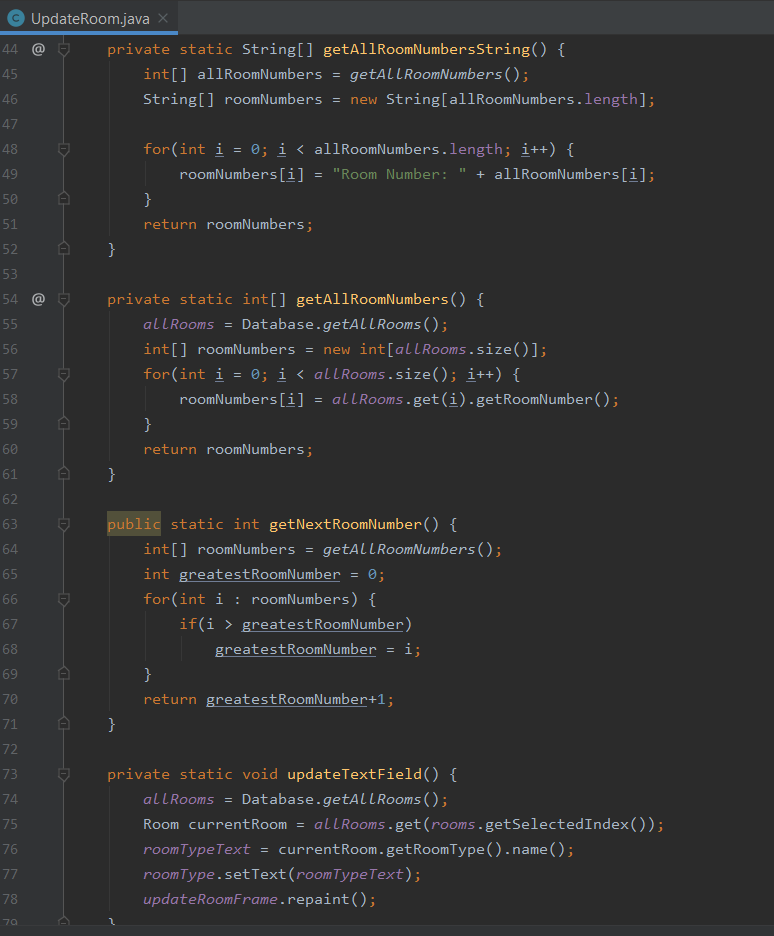 UpdateRoom.java
44 @ private static String[] getAllRoomNumbersString() {
45 int[] allRoomNumbers = getAllRoomNumbers();
46 String[] roomNumbers = new String[allRoomNumbers.length];
47
48 for(int i = 0; i < allRoomNumbers.length; i++) {
49 roomNumbers[i] = "Room Number: " + allRoomNumbers[i];
50 }
51 return roomNumbers;
52 }
53
54 @ private static int[] getAllRoomNumbers() {
55 allRooms = Database.getAllRooms();
56 int[] roomNumbers = new int[allRooms.size()];
57 for(int i = 0; i < allRooms.size(); i++) {
58 roomNumbers[i] = allRooms.get(i).getRoomNumber();
59 }
60 return roomNumbers;
61 }
62
63 public static int getNextRoomNumber() {
64 int[] roomNumbers = getAllRoomNumbers();
65 int greatestRoomNumber = 0;
66 for(int i : roomNumbers) {
67 if(i > greatestRoomNumber)
68 greatestRoomNumber = i;
69 }
70 return greatestRoomNumber+1;
71 }
72
73 private static void updateTextField() {
74 allRooms = Database.getAllRooms();
75 Room currentRoom = allRooms.get(rooms.getSelectedIndex());
76 roomTypeText = currentRoom.getRoomType().name();
77 roomType.setText(roomTypeText);
78 updateRoomFrame.repaint();
79 }